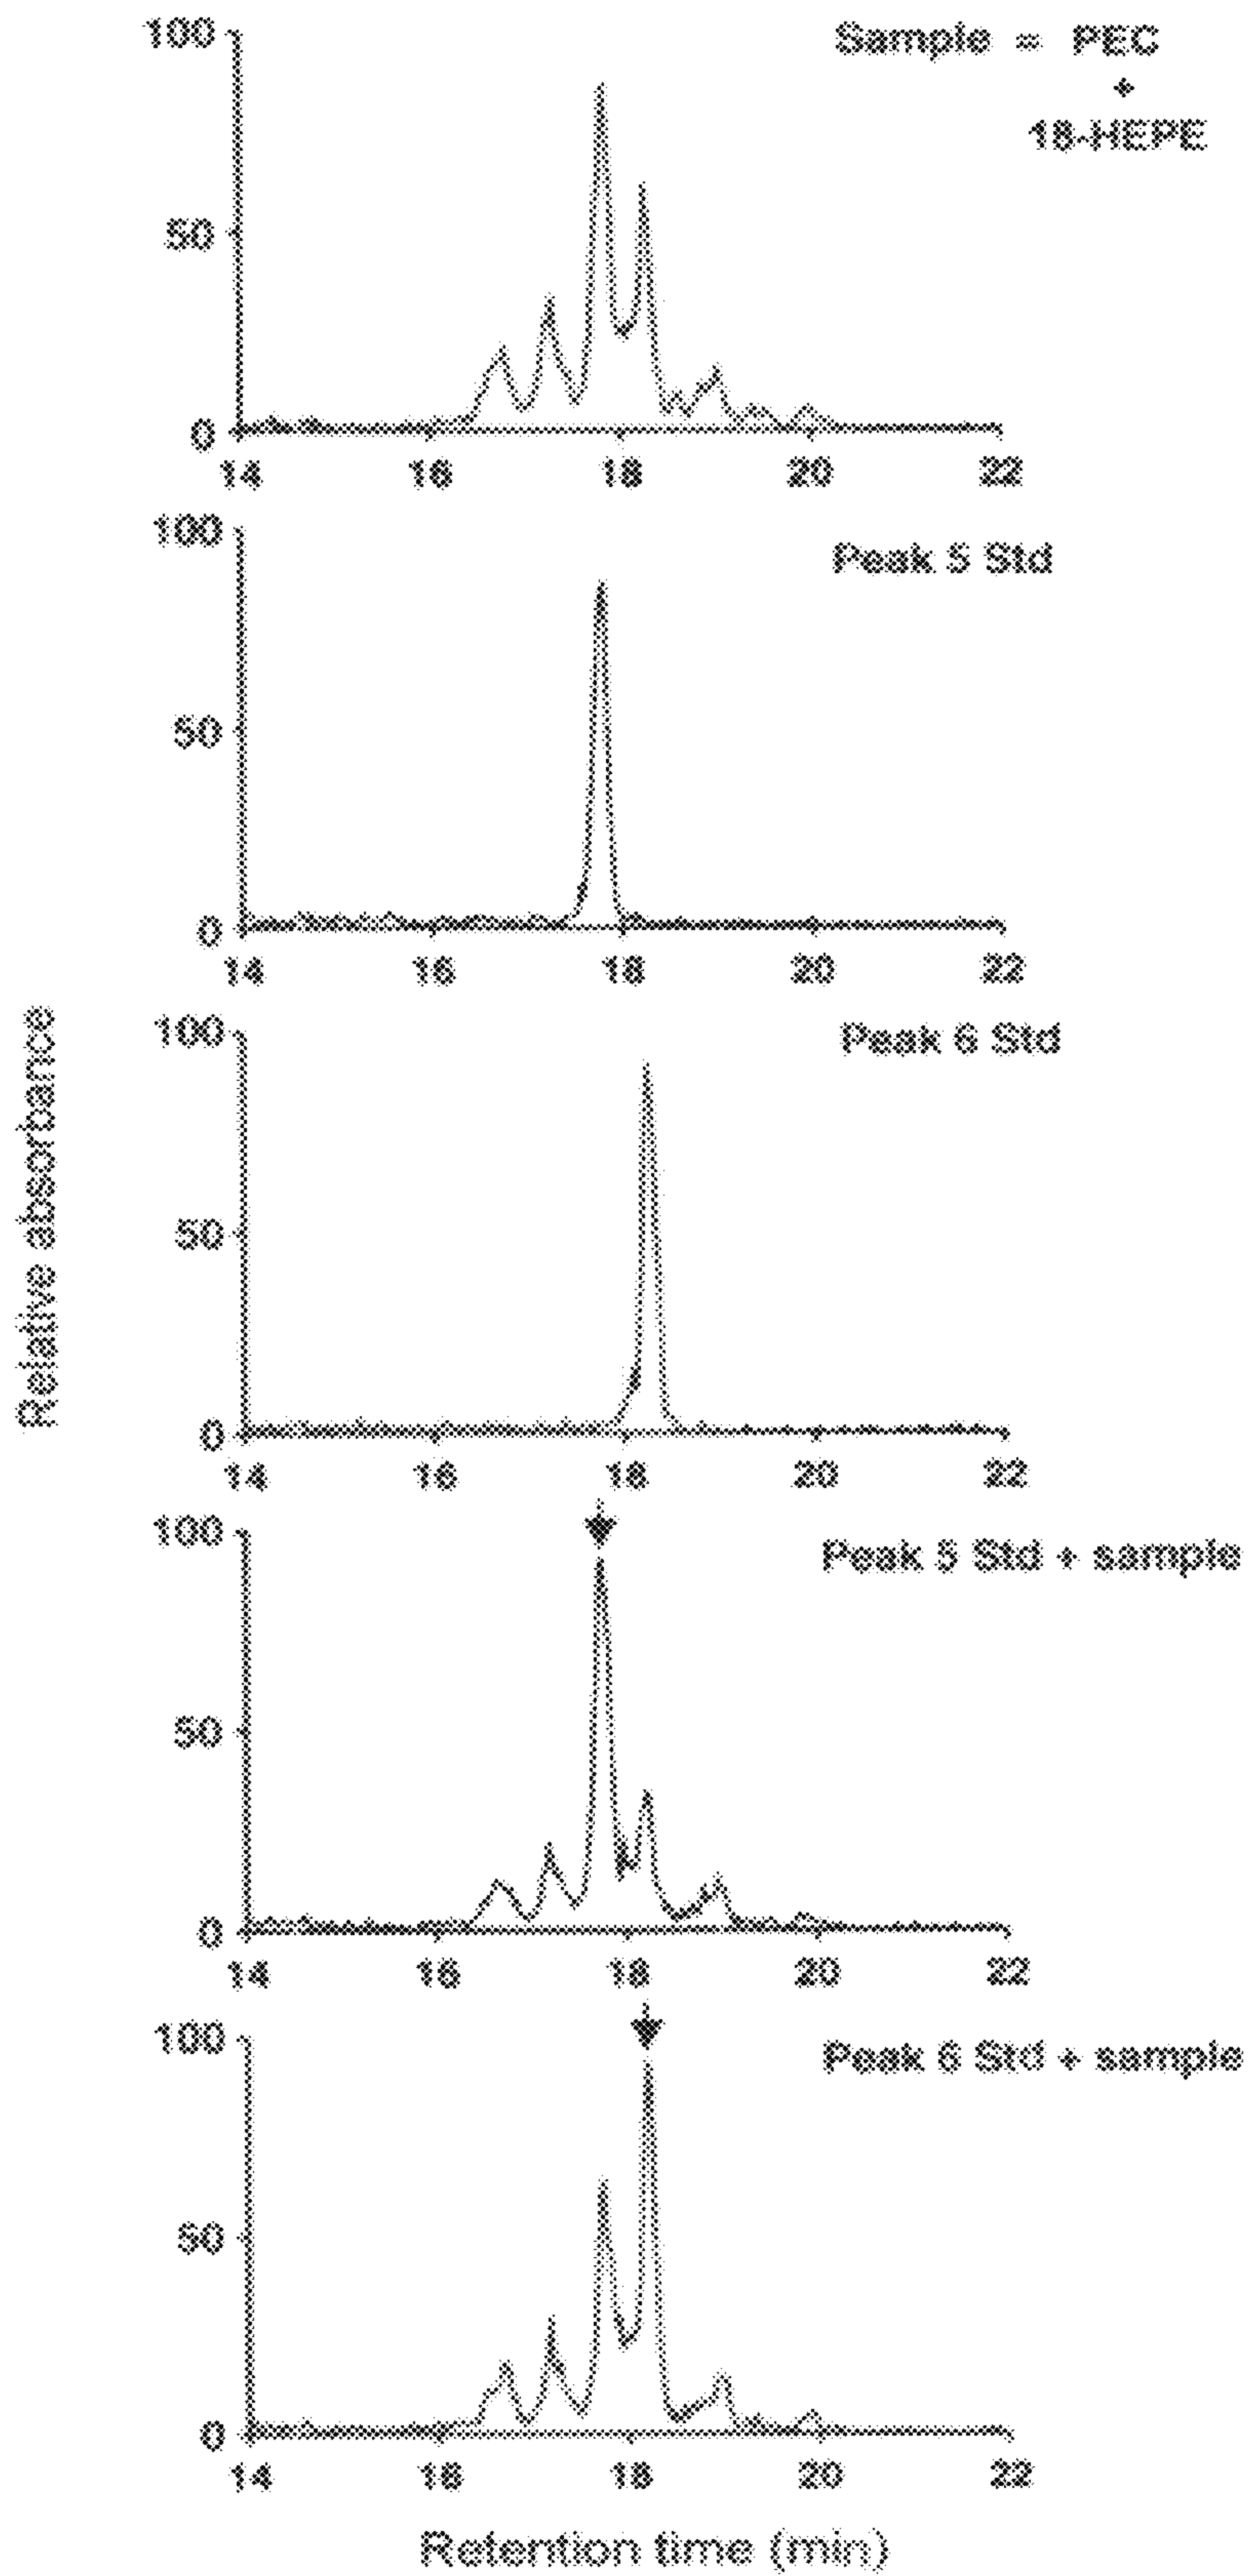 100
Sample = PEC
+
18-HEPE
50
0
14 16 18 20 22
100
Peak 5 Std
50
0
14 16 18 20 22
100
Peak 6 Std
50
0
14 16 18 20 22
Relative absorbance
100
Peak 5 Std + sample
50
0
14 16 18 20 22
100
Peak 6 Std + sample
50
0
14 18 18 20 22
Retention time (min)